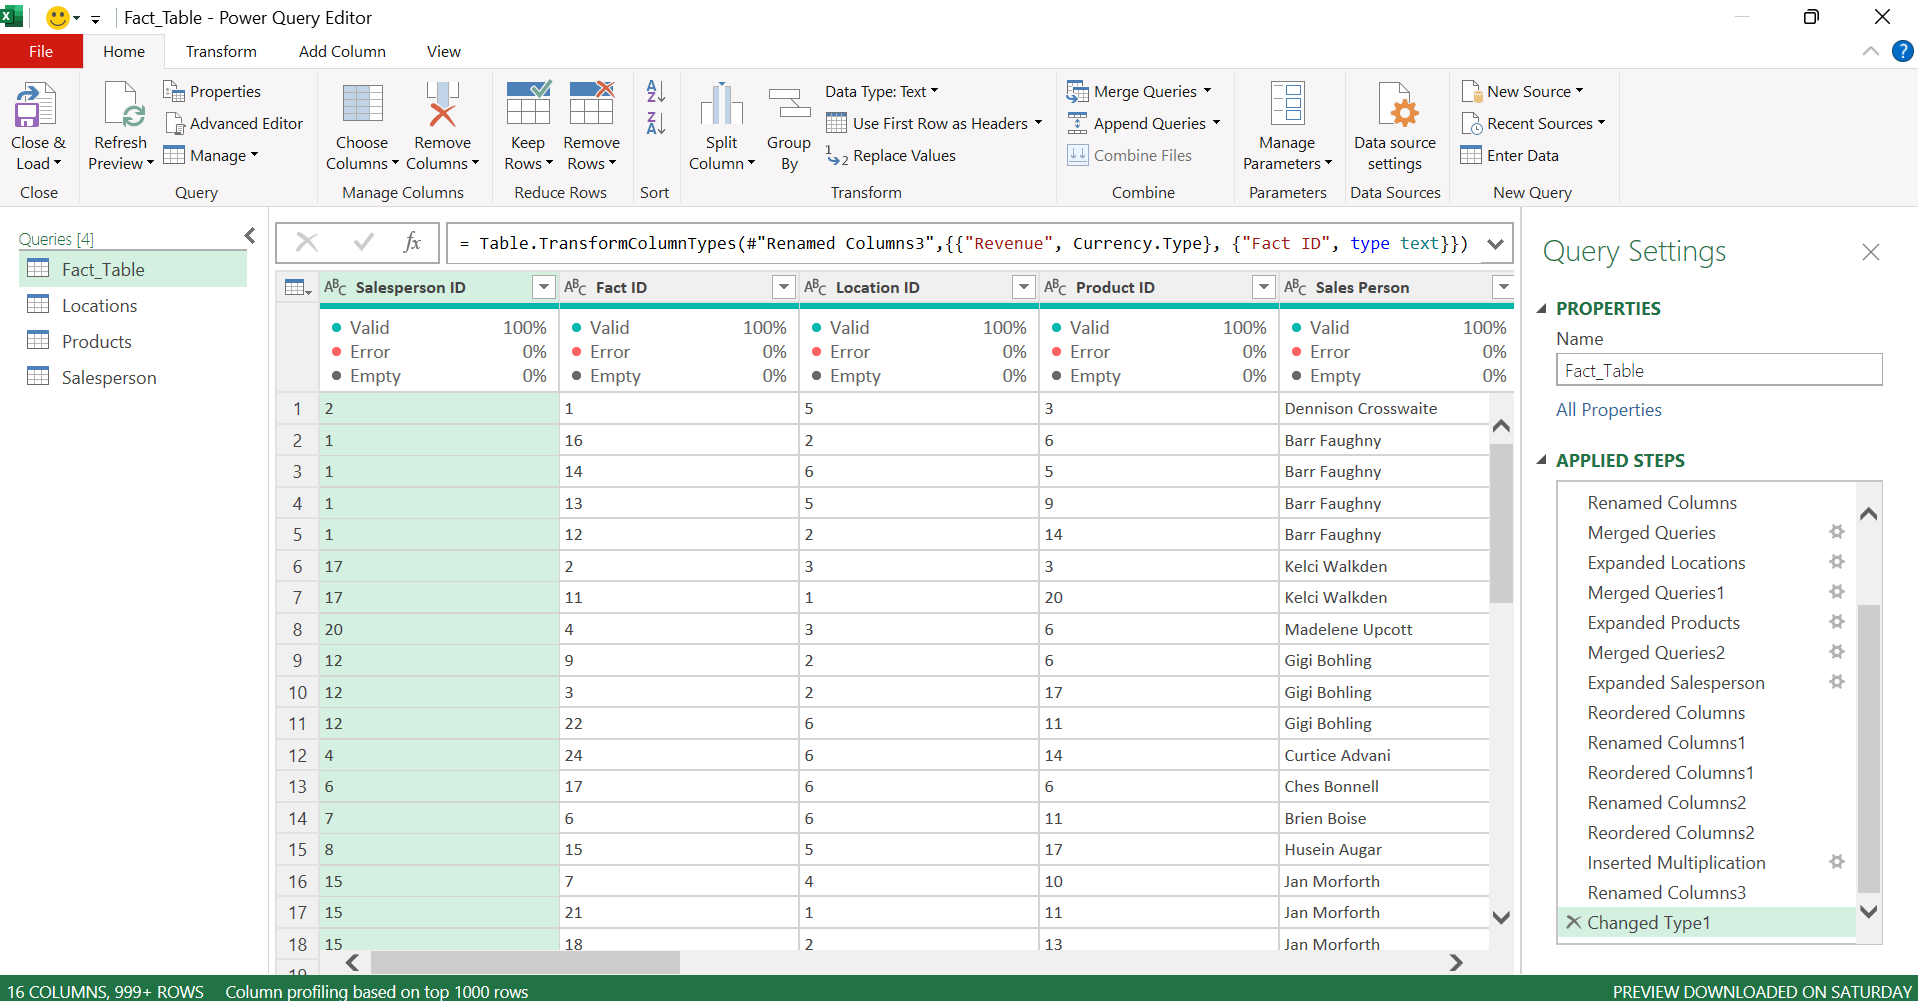 Fact_Table - Power Query Editor
File Home Transform Add Column View
Close & Load
Close
Refresh Preview
Properties
Advanced Editor
Manage
Query
Choose Columns
Remove Columns
Manage Columns
Keep Rows
Remove Rows
Reduce Rows
Sort
Split Column
Group By
Data Type: Text
Use First Row as Headers
Replace Values
Transform
Merge Queries
Append Queries
Combine Files
Combine
Manage Parameters
Parameters
Data source settings
Data Sources
New Source
Recent Sources
Enter Data
New Query
Queries [4]
Fact_Table
Locations
Products
Salesperson
fx = Table.TransformColumnTypes(#"Renamed Columns3",{{"Revenue", Currency.Type}, {"Fact ID", type text}})
ABC Salesperson ID ABC Fact ID ABC Location ID ABC Product ID ABC Sales Person
Valid 100% Valid 100% Valid 100% Valid 100% Valid 100%
Error 0% Error 0% Error 0% Error 0% Error 0%
Empty 0% Empty 0% Empty 0% Empty 0% Empty 0%
1 2 1 5 3 Dennison Crosswaite
2 1 16 2 6 Barr Faughny
3 1 14 6 5 Barr Faughny
4 1 13 5 9 Barr Faughny
5 1 12 2 14 Barr Faughny
6 17 2 3 3 Kelci Walkden
7 17 11 1 20 Kelci Walkden
8 20 4 3 6 Madelene Upcott
9 12 9 2 6 Gigi Bohling
10 12 3 2 17 Gigi Bohling
11 12 22 6 11 Gigi Bohling
12 4 24 6 14 Curtice Advani
13 6 17 6 6 Ches Bonnell
14 7 6 6 11 Brien Boise
15 8 15 5 17 Husein Augar
16 15 7 4 10 Jan Morforth
17 15 21 1 11 Jan Morforth
18 15 18 2 13 Jan Morforth
19
Query Settings
PROPERTIES
Name
Fact_Table
All Properties
APPLIED STEPS
Renamed Columns
Merged Queries
Expanded Locations
Merged Queries1
Expanded Products
Merged Queries2
Expanded Salesperson
Reordered Columns
Renamed Columns1
Reordered Columns1
Renamed Columns2
Reordered Columns2
Inserted Multiplication
Renamed Columns3
Changed Type1
16 COLUMNS, 999+ ROWS Column profiling based on top 1000 rows PREVIEW DOWNLOADED ON SATURDAY